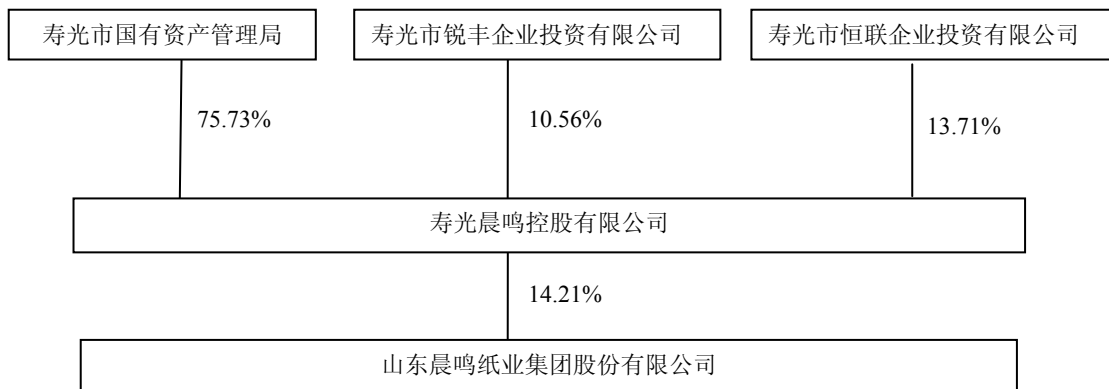 寿光市国有资产管理局
寿光市锐丰企业投资有限公司
寿光市恒联企业投资有限公司
75.73%
10.56%
13.71%
寿光晨鸣控股有限公司
14.21%
山东晨鸣纸业集团股份有限公司